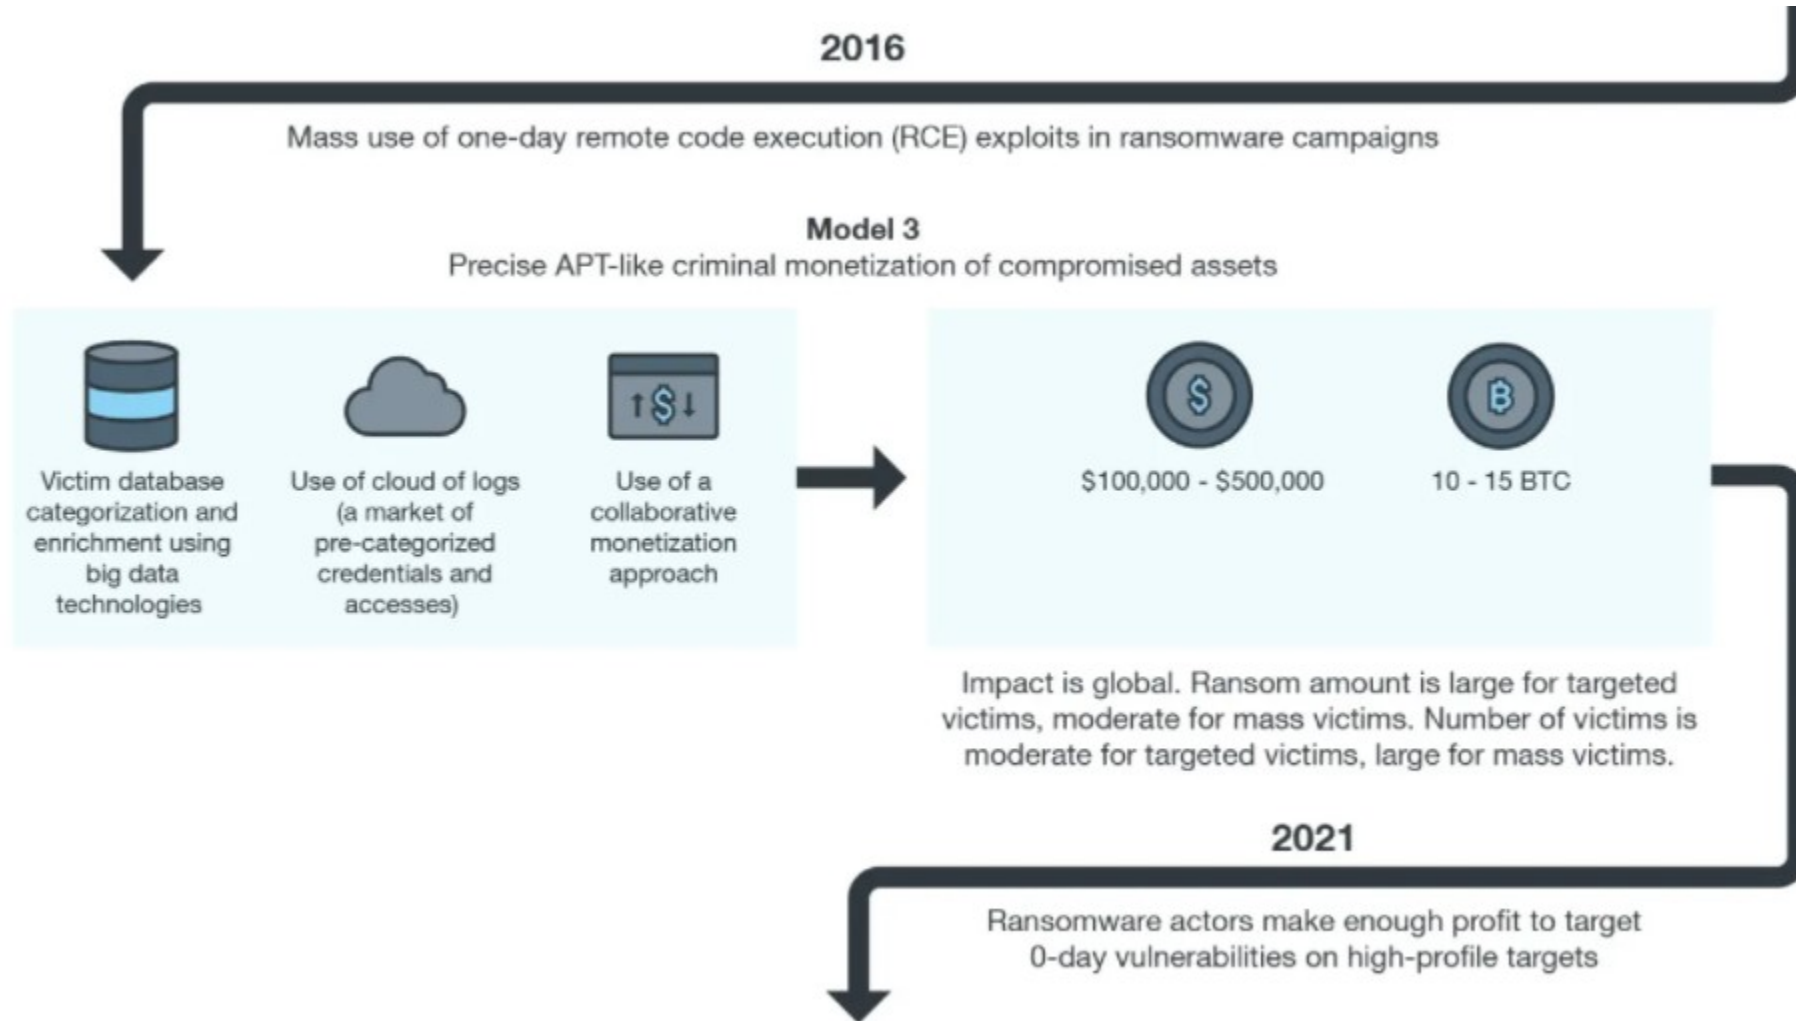 2016
Mass use of one-day remote code execution (RCE) exploits in ransomware campaigns
Model 3
Precise APT-like criminal monetization of compromised assets
Victim database
categorization and
enrichment using
big data
technologies
Use of cloud of logs
(a market of
pre-categorized
credentials and
accesses)
↑$↓
Use of a
collaborative
monetization
approach
$
$100,000 - $500,000
₿
10 - 15 BTC
Impact is global. Ransom amount is large for targeted
victims, moderate for mass victims. Number of victims is
moderate for targeted victims, large for mass victims.
2021
Ransomware actors make enough profit to target
0-day vulnerabilities on high-profile targets